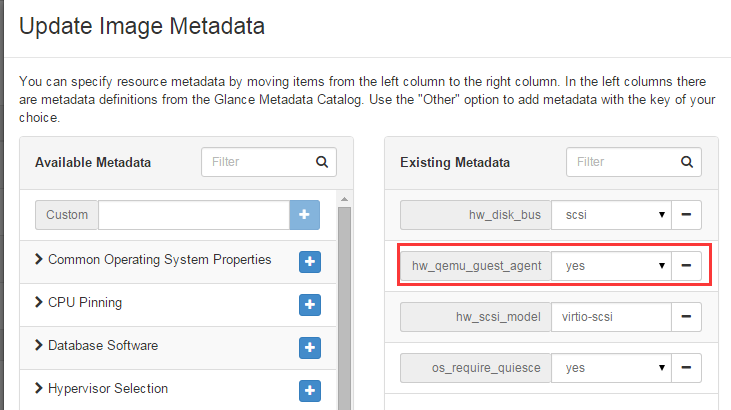 Update Image Metadata
You can specify resource metadata by moving items from the left column to the right column. In the left columns there
are metadata definitions from the Glance Metadata Catalog. Use the "Other" option to add metadata with the key of your
choice.
Available Metadata
Filter
Custom
Common Operating System Properties
CPU Pinning
Database Software
Hypervisor Selection
Existing Metadata
Filter
hw_disk_bus scsi
hw_qemu_guest_agent yes
hw_scsi_model virtio-scsi
os_require_quiesce yes